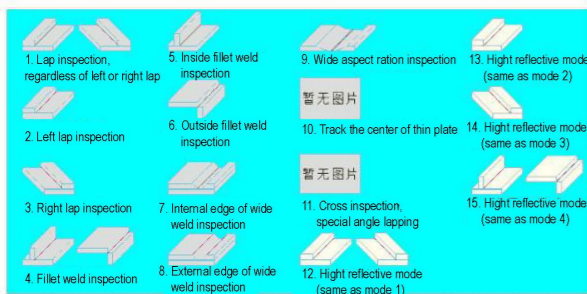 1. Lap inspection,
regardless of left or right lap
2. Left lap inspection
3. Right lap inspection
4. Fillet weld inspection
5. Inside fillet weld
inspection
6. Outside fillet weld
inspection
7. Internal edge of wide
weld inspection
8. External edge of wide
weld inspection
9. Wide aspect ration inspection
暂无图片
10. Track the center of thin plate
暂无图片
11. Cross inspection,
special angle lapping
12. Hight reflective mode
(same as mode 1)
13. Hight reflective mode
(same as mode 2)
14. Hight reflective mode
(same as mode 3)
15. Hight reflective mode
(same as mode 4)